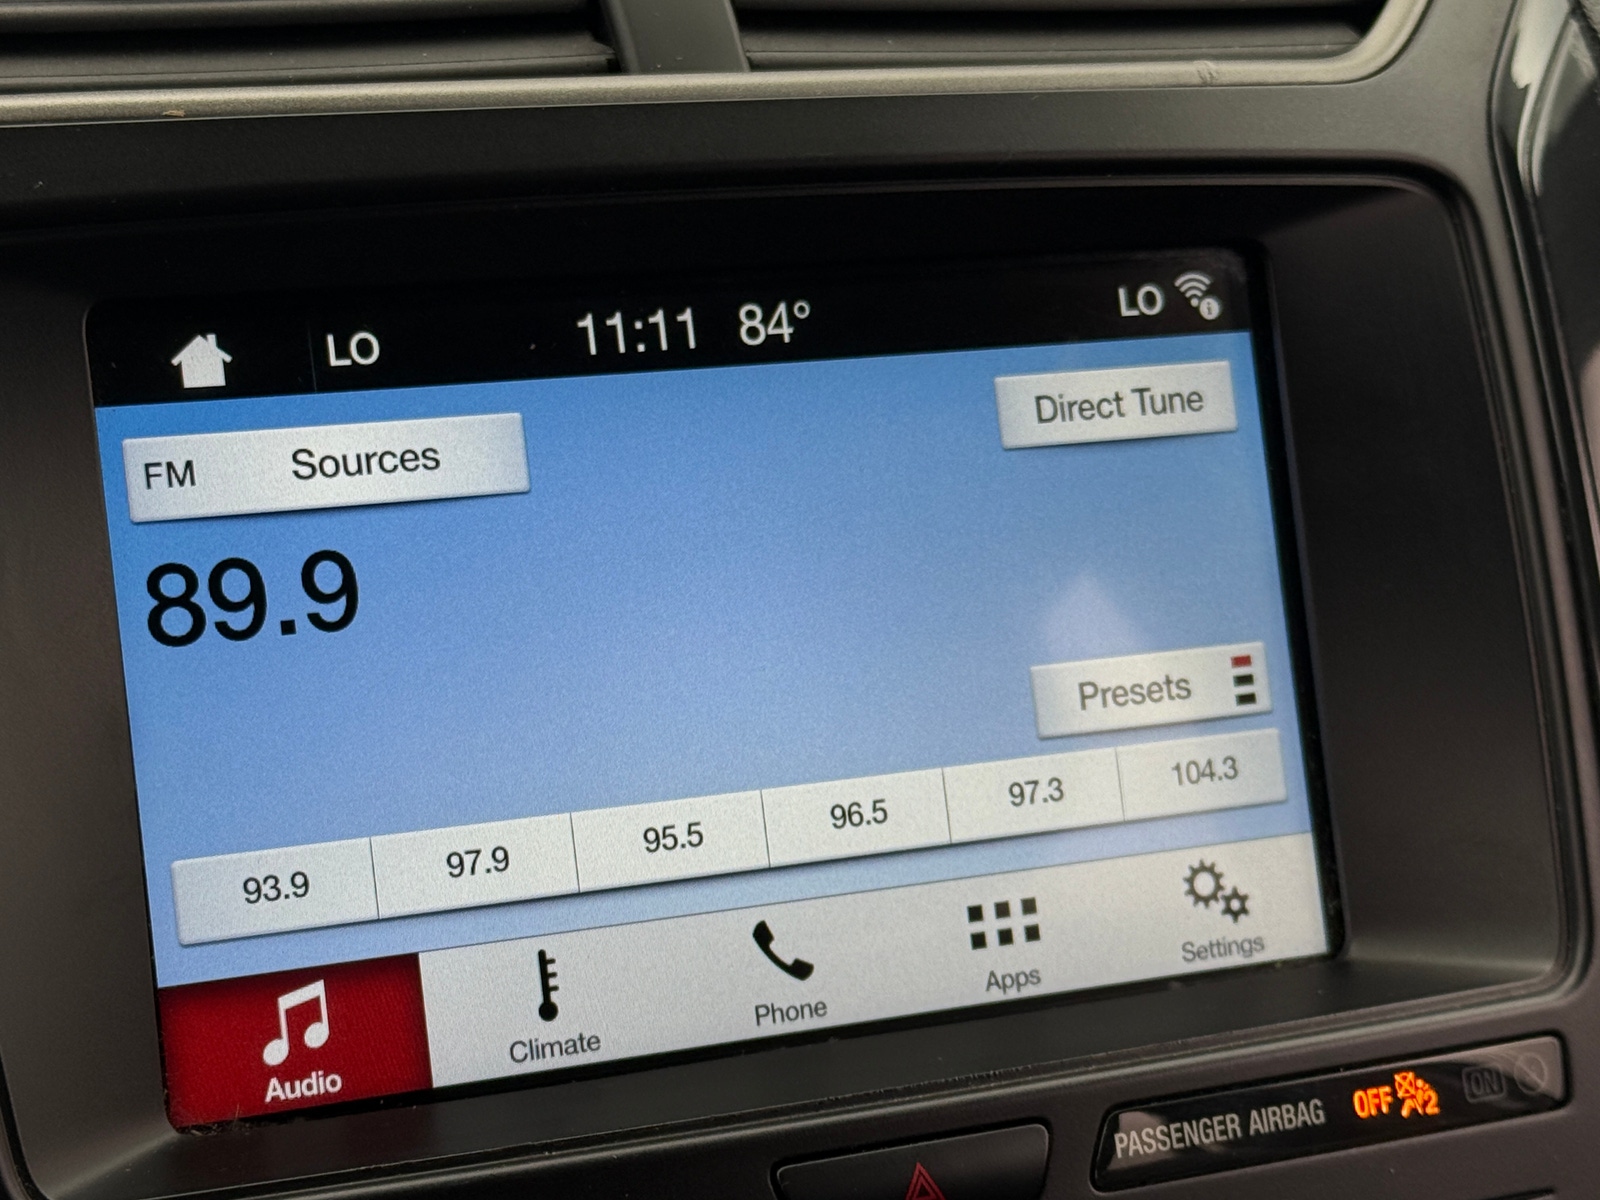 LO 11:11 84° LO
Direct Tune
FM Sources
89.9
Presets
93.9 97.9 95.5 96.5 97.3 104.3
Audio Climate Phone Apps Settings
PASSENGER AIRBAG OFF 2 ON